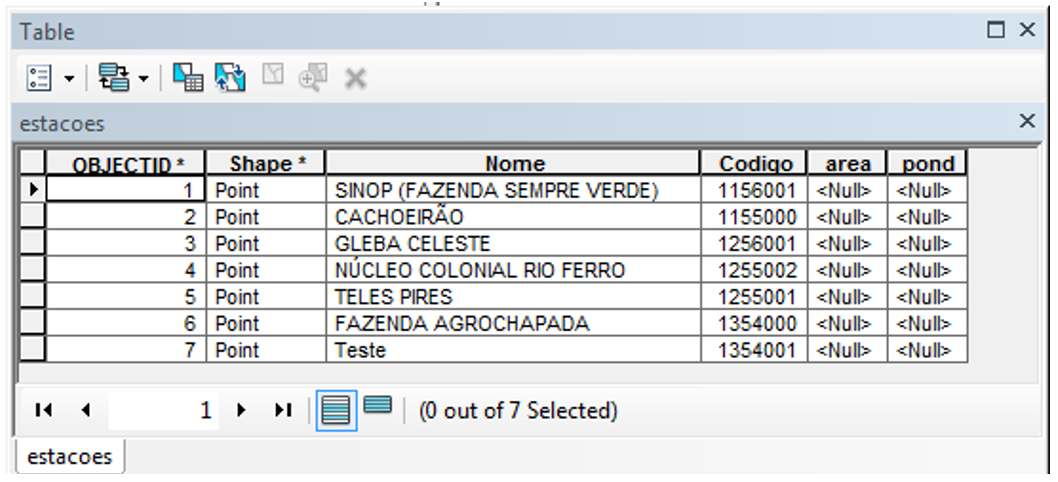 Table
estacoes
OBJECTID * Shape * Nome Codigo area pond
1 Point SINOP (FAZENDA SEMPRE VERDE) 1156001 <Null> <Null>
2 Point CACHOEIRÃO 1155000 <Null> <Null>
3 Point GLEBA CELESTE 1256001 <Null> <Null>
4 Point NÚCLEO COLONIAL RIO FERRO 1255002 <Null> <Null>
5 Point TELES PIRES 1255001 <Null> <Null>
6 Point FAZENDA AGROCHAPADA 1354000 <Null> <Null>
7 Point Teste 1354001 <Null> <Null>
1 (0 out of 7 Selected)
estacoes